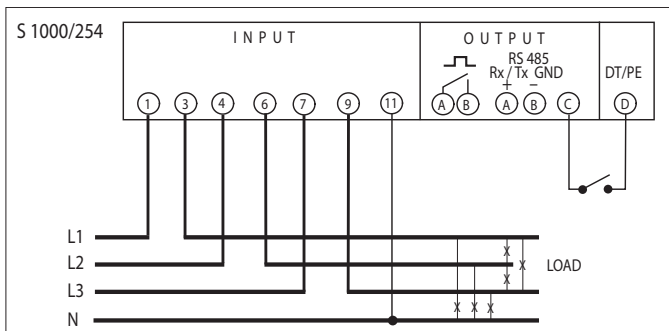 S 1000/254
INPUT
OUTPUT
RS 485
Rx / Tx GND
+ −
DT/PE
1 3 4 6 7 9 11 A B A B C D
L1
L2
LOAD
L3
N